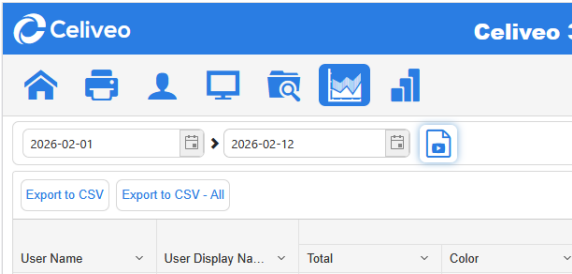 Celiveo
Celiveo
2026-02-01
2026-02-12
Export to CSV
Export to CSV - All
User Name
User Display Na...
Total
Color